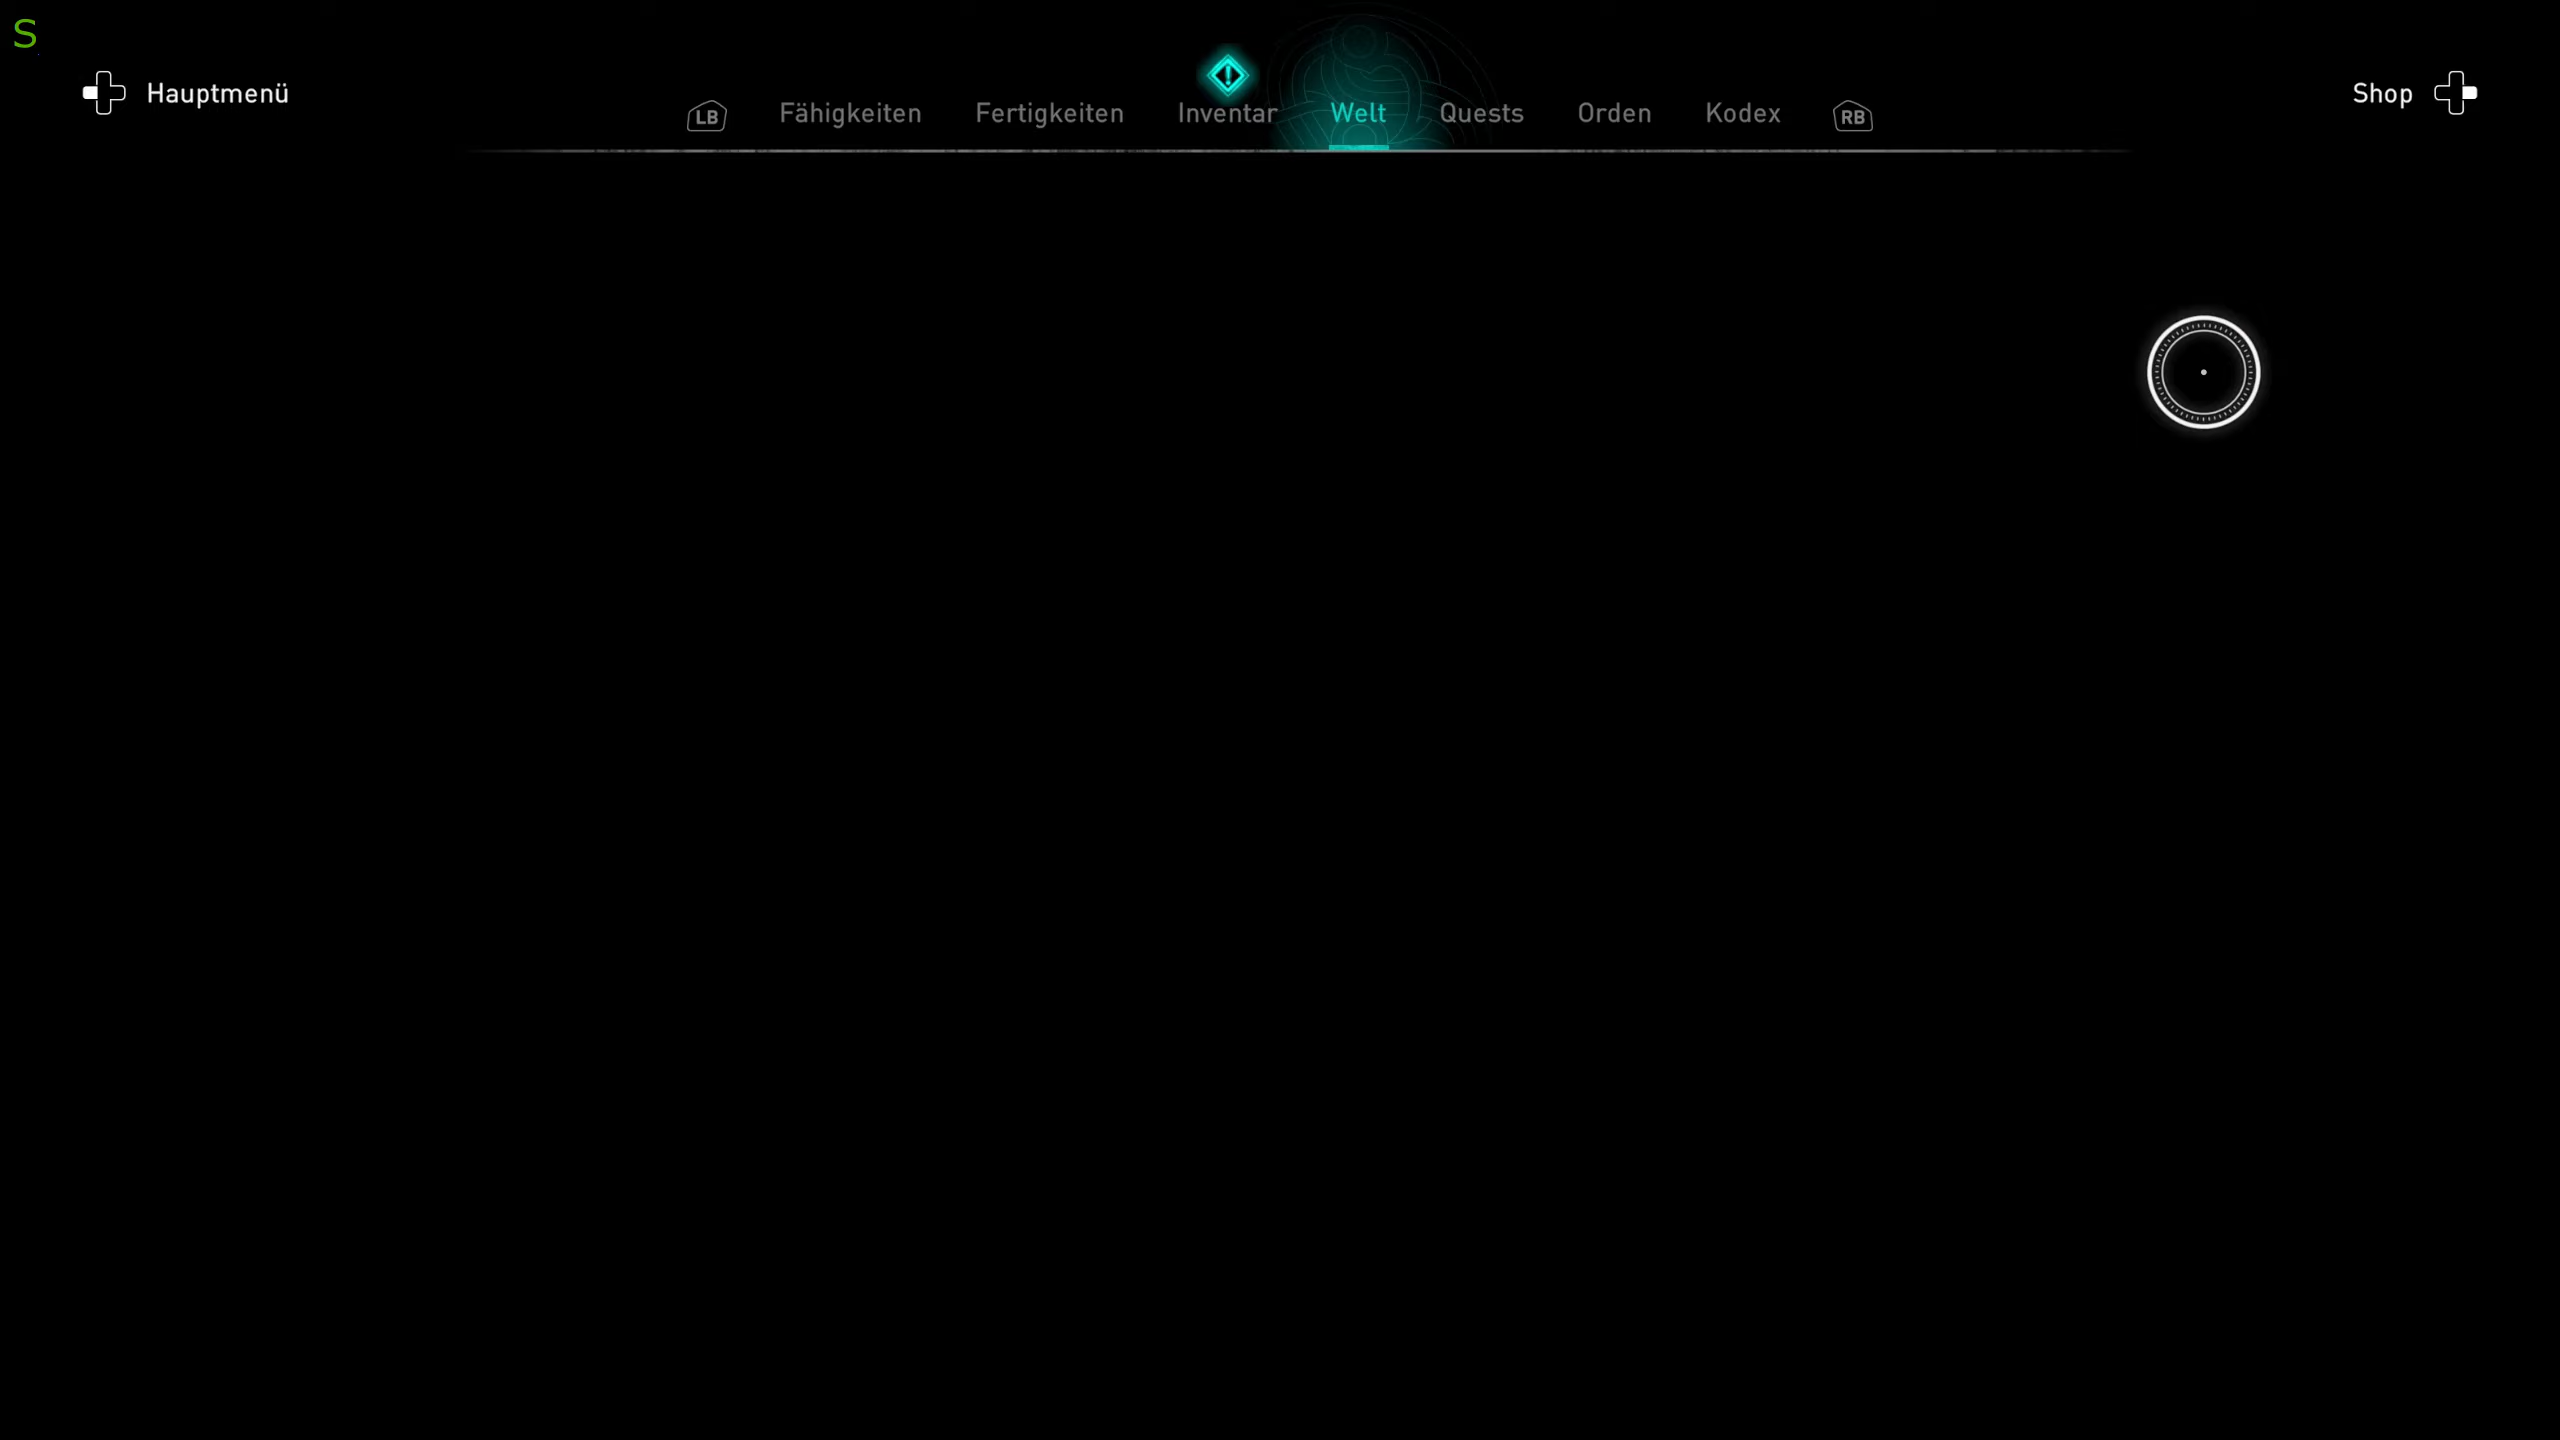 S
Hauptmenü
LB Fähigkeiten Fertigkeiten Inventar Welt Quests Orden Kodex RB
Shop